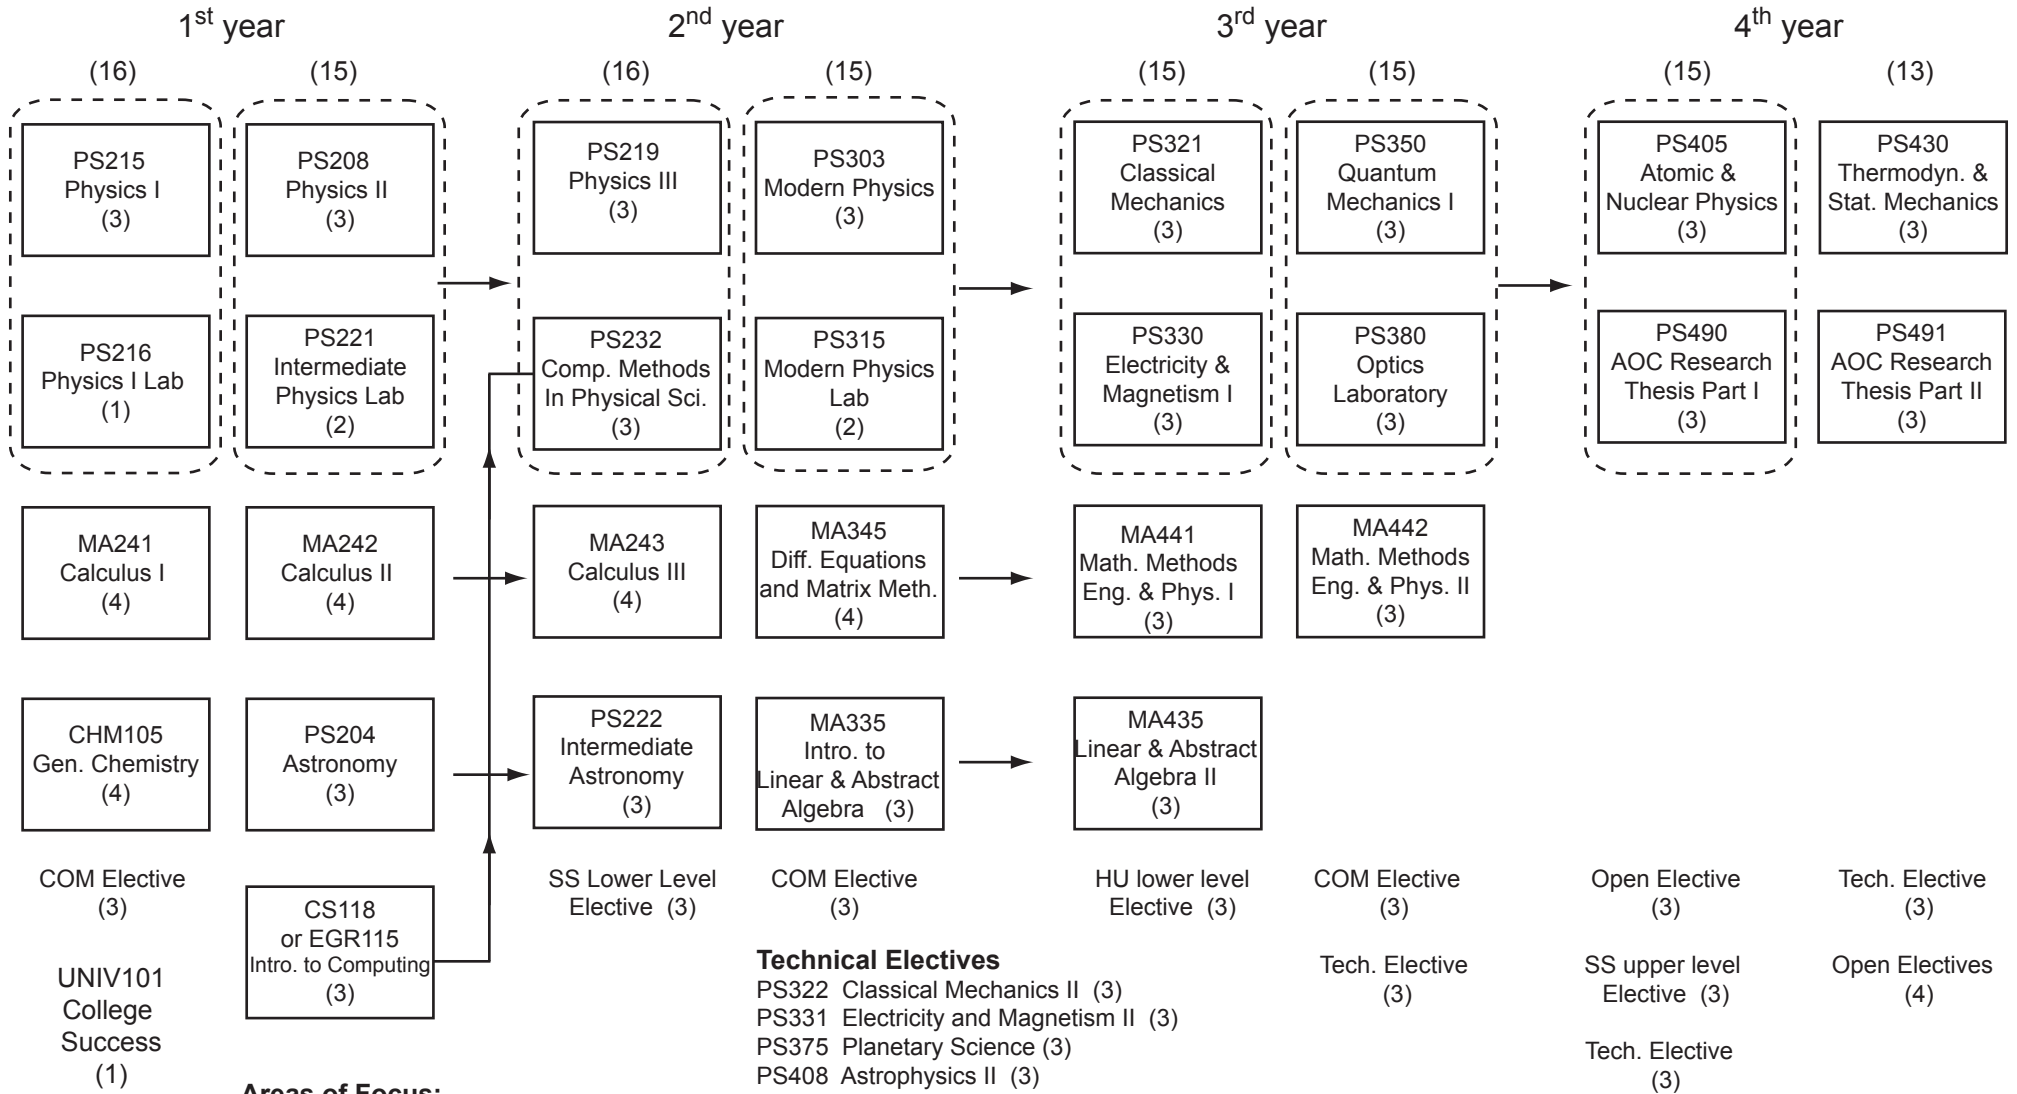 1st year
2nd year
3rd year
4th year
(16)
(15)
(16)
(15)
(15)
(15)
(15)
(13)
PS215
Physics I
(3)
PS208
Physics II
(3)
PS219
Physics III
(3)
PS303
Modern Physics
(3)
PS321
Classical
Mechanics
(3)
PS350
Quantum
Mechanics I
(3)
PS405
Atomic &
Nuclear Physics
(3)
PS430
Thermodyn. &
Stat. Mechanics
(3)
PS216
Physics I Lab
(1)
PS221
Intermediate
Physics Lab
(2)
PS232
Comp. Methods
In Physical Sci.
(3)
PS315
Modern Physics
Lab
(2)
PS330
Electricity &
Magnetism I
(3)
PS380
Optics
Laboratory
(3)
PS490
AOC Research
Thesis Part I
(3)
PS491
AOC Research
Thesis Part II
(3)
MA241
Calculus I
(4)
MA242
Calculus II
(4)
MA243
Calculus III
(4)
MA345
Diff. Equations
and Matrix Meth.
(4)
MA441
Math. Methods
Eng. & Phys. I
(3)
MA442
Math. Methods
Eng. & Phys. II
(3)
CHM105
Gen. Chemistry
(4)
PS204
Astronomy
(3)
PS222
Intermediate
Astronomy
(3)
MA335
Intro. to
Linear & Abstract
Algebra (3)
MA435
Linear & Abstract
Algebra II
(3)
COM Elective
(3)
CS118
or EGR115
Intro. to Computing
(3)
SS Lower Level
Elective (3)
COM Elective
(3)
HU lower level
Elective (3)
COM Elective
(3)
Open Elective
(3)
Tech. Elective
(3)
UNIV101
College
Success
(1)
Technical Electives
PS322 Classical Mechanics II (3)
PS331 Electricity and Magnetism II (3)
PS375 Planetary Science (3)
PS408 Astrophysics II (3)
Tech. Elective
(3)
SS upper level
Elective (3)
Open Electives
(4)
Tech. Elective
(3)
Areas of Focus: